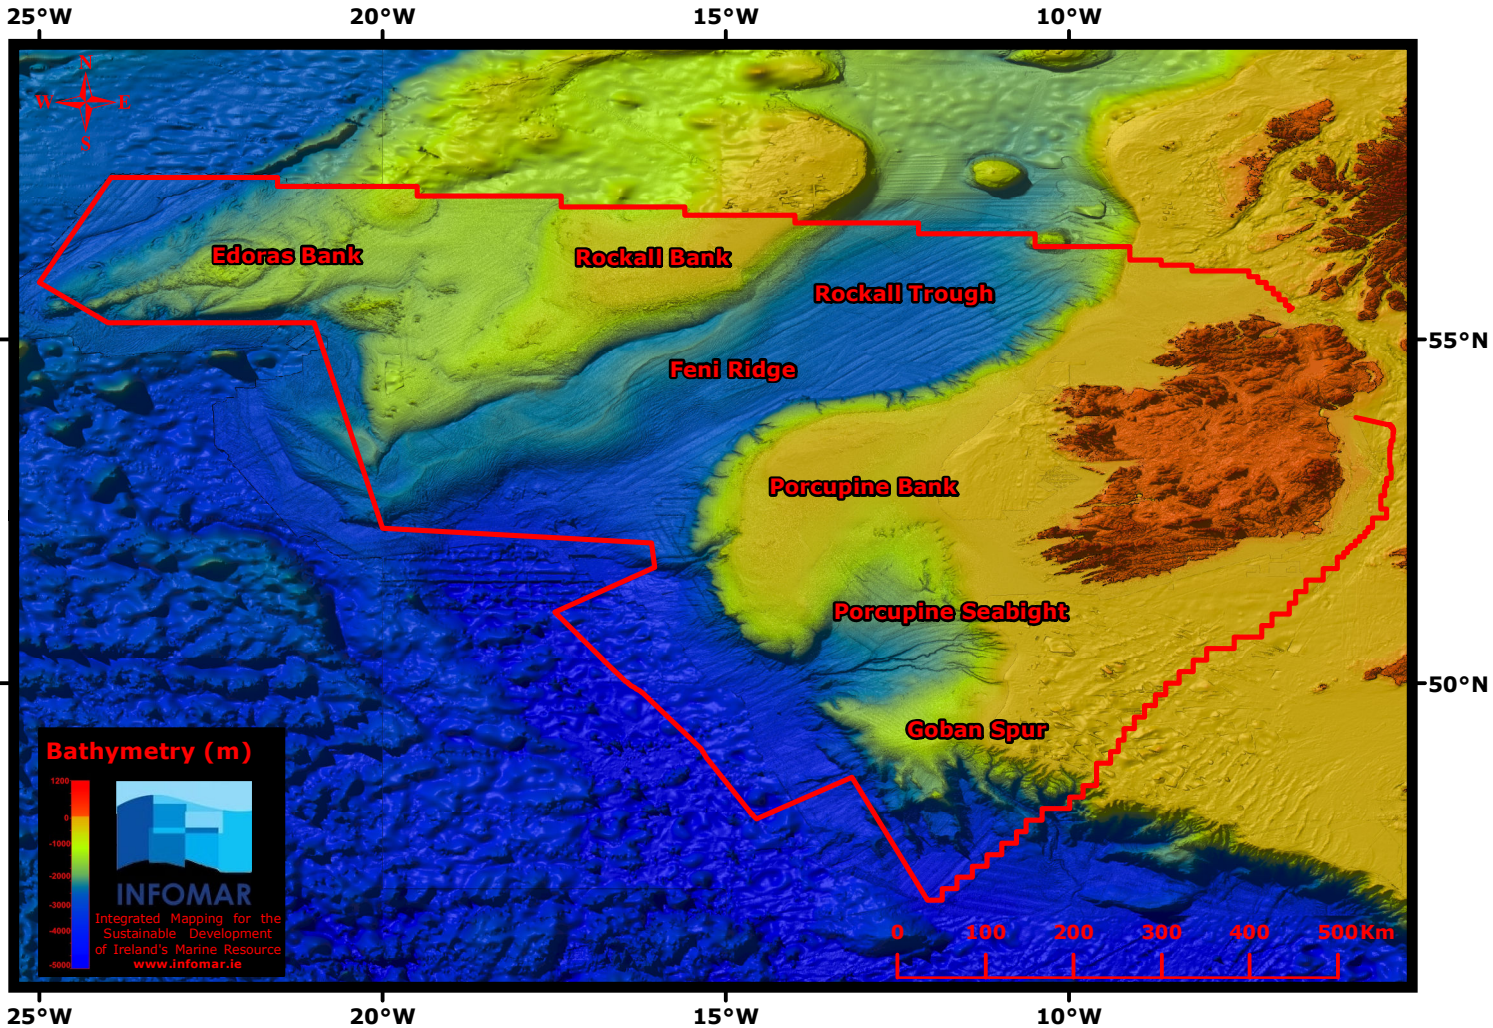 25°W 20°W 15°W 10°W
N
W E
S
Edoras Bank
Rockall Bank
Rockall Trough
55°N
Feni Ridge
Porcupine Bank
Porcupine Seabight
50°N
Goban Spur
Bathymetry (m)
1200
0
-1000
-2000
-3000
-4000
-5000
INFOMAR
Integrated Mapping for the
Sustainable Development
of Ireland's Marine Resource
www.infomar.ie
0 100 200 300 400 500Km
25°W 20°W 15°W 10°W